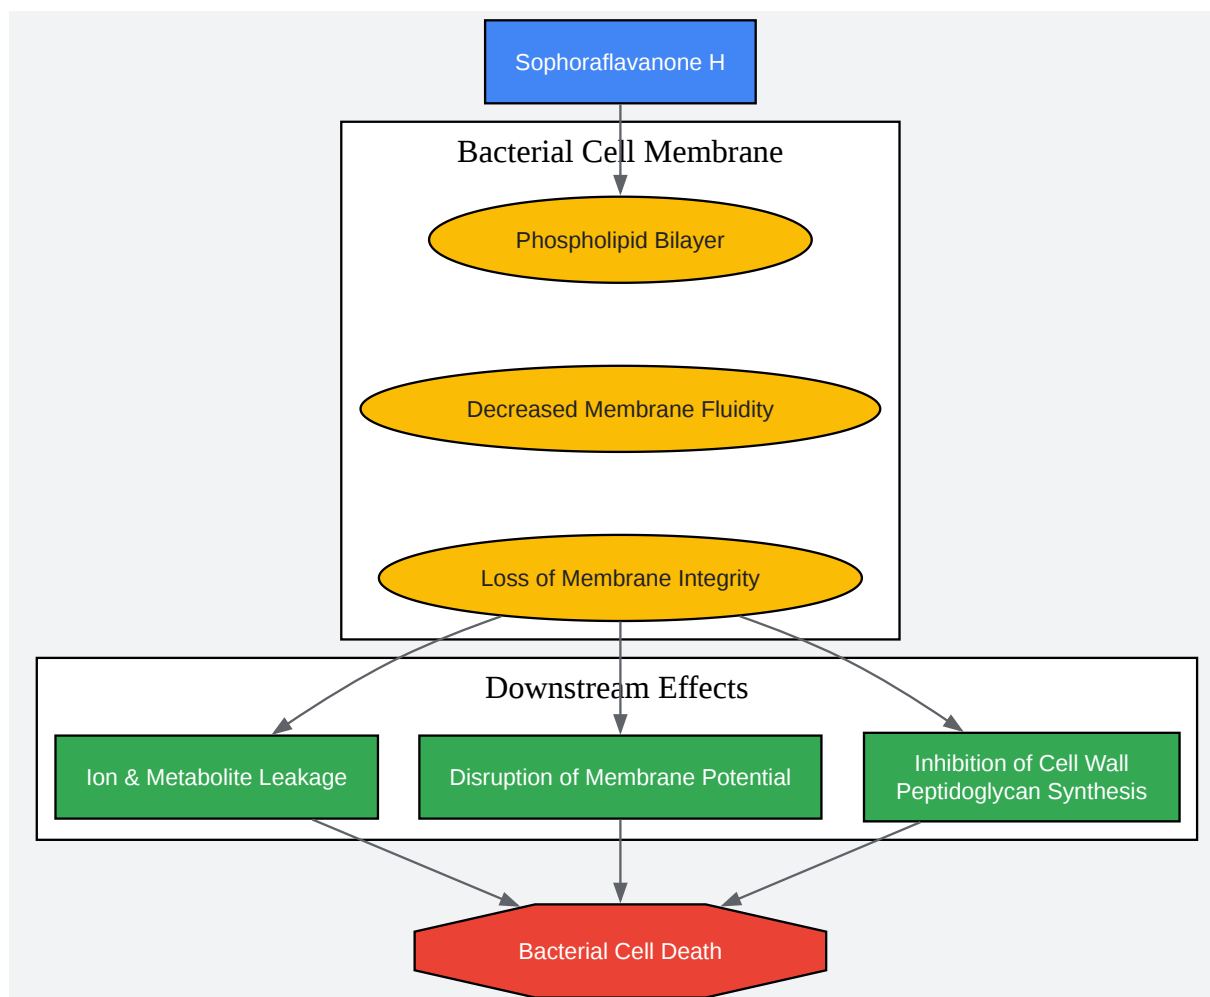 Sophoraflavanone H
Bacterial Cell Membrane
Phospholipid Bilayer
Decreased Membrane Fluidity
Loss of Membrane Integrity
Downstream Effects
Ion & Metabolite Leakage
Disruption of Membrane Potential
Inhibition of Cell Wall
Peptidoglycan Synthesis
Bacterial Cell Death